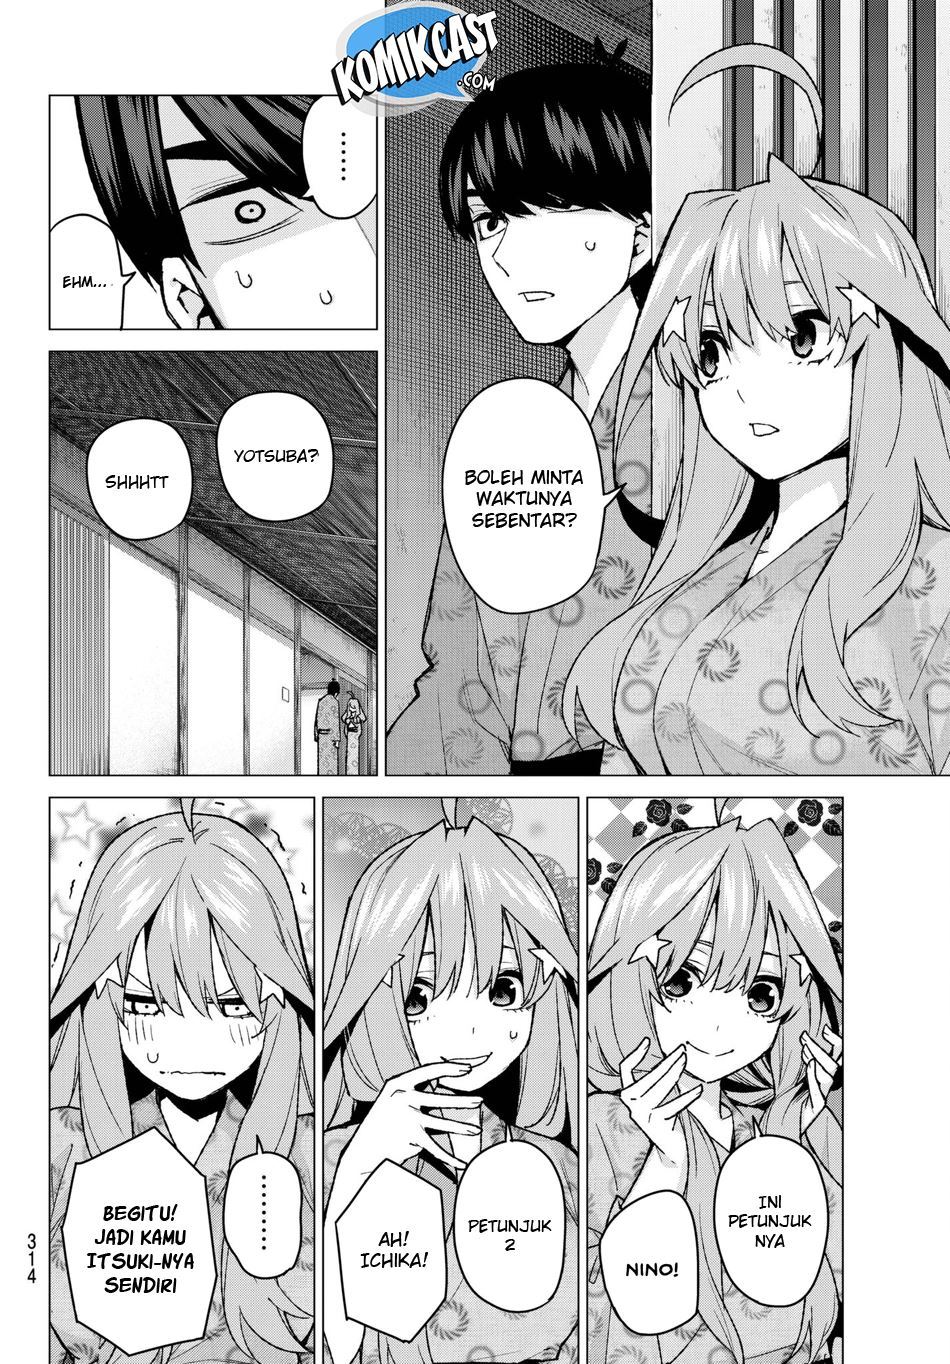 KOMIKCAST
.COM
BOLEH MINTA
WAKTUNYA
SEBENTAR?
........
EHM...
YOTSUBA?
SHHHTT
INI
PETUNJUK
NYA
NINO!
PETUNJUK
2
AH!
ICHIKA!
........
BEGITU!
JADI KAMU
ITSUKI-NYA
SENDIRI
314